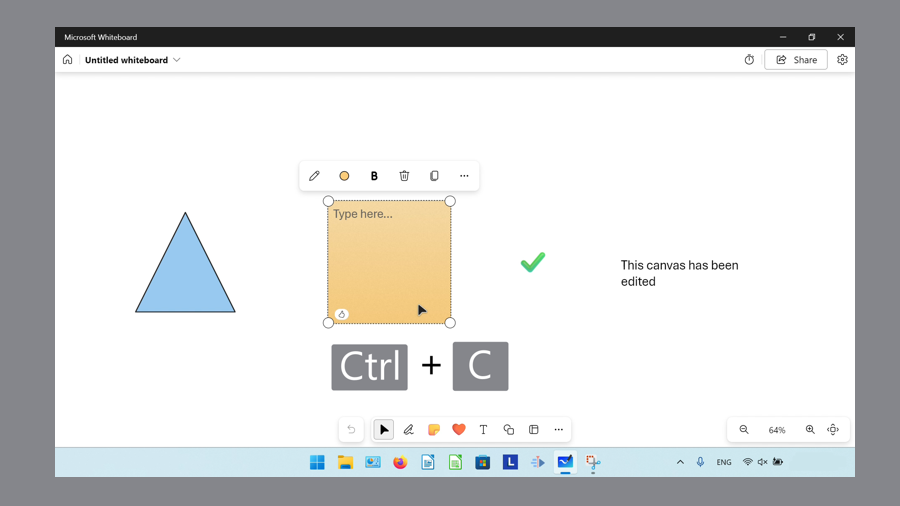 Microsoft Whiteboard
Untitled whiteboard
Share
B
Type here...
This canvas has been
edited
Ctrl + C
T
64%
L
ENG